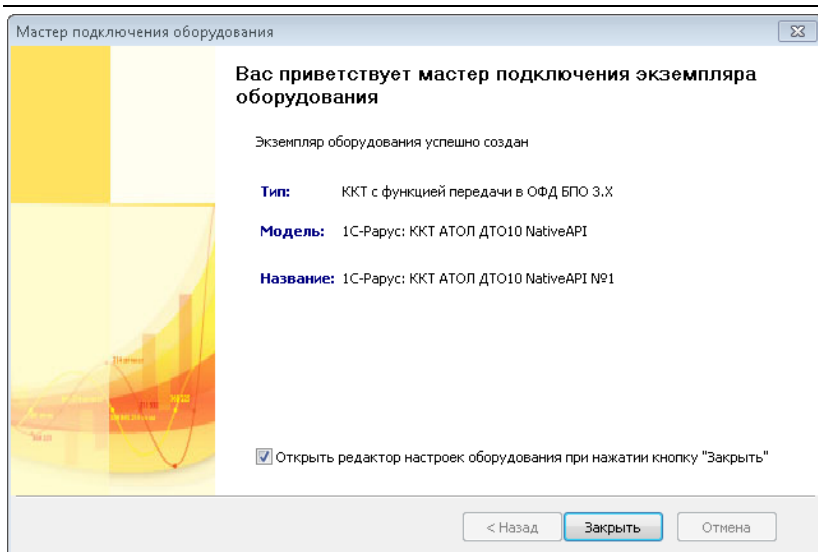 Мастер подключения оборудования
Вас приветствует мастер подключения экземпляра
оборудования
Экземпляр оборудования успешно создан
Тип: ККТ с функцией передачи в ОФД БПО 3.X
Модель: 1С-Рарус: ККТ АТОЛ ДТО10 NativeAPI
Название: 1С-Рарус: ККТ АТОЛ ДТО10 NativeAPI №1
Открыть редактор настроек оборудования при нажатии кнопку "Закрыть"
< Назад Закрыть Отмена